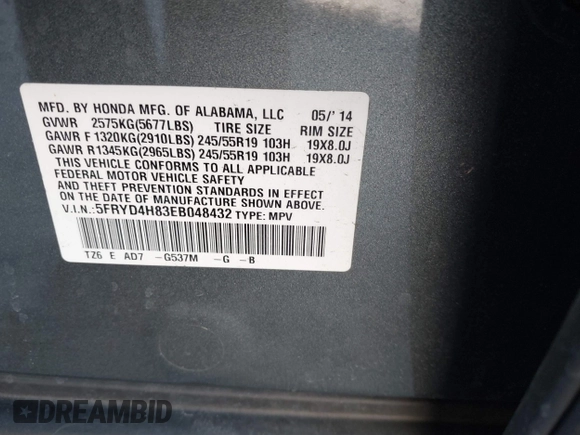 MFD. BY HONDA MFG. OF ALABAMA, LLC 05/'14
GVWR 2575KG(5677LBS) TIRE SIZE RIM SIZE
GAWR F 1320KG(2910LBS) 245/55R19 103H 19X8.0J
GAWR R1345KG(2965LBS) 245/55R19 103H 19X8.0J
THIS VEHICLE CONFORMS TO ALL APPLICABLE
FEDERAL MOTOR VEHICLE SAFETY
AND THEFT PREVENTION STANDARDS IN EFFECT
ON THE DATE OF MANUFACTURE SHOWN ABOVE.
V.I.N.:5FRYD4H83EB048432 TYPE: MPV
TZ6 E AD7 -G537M -G -B
DREAMBID